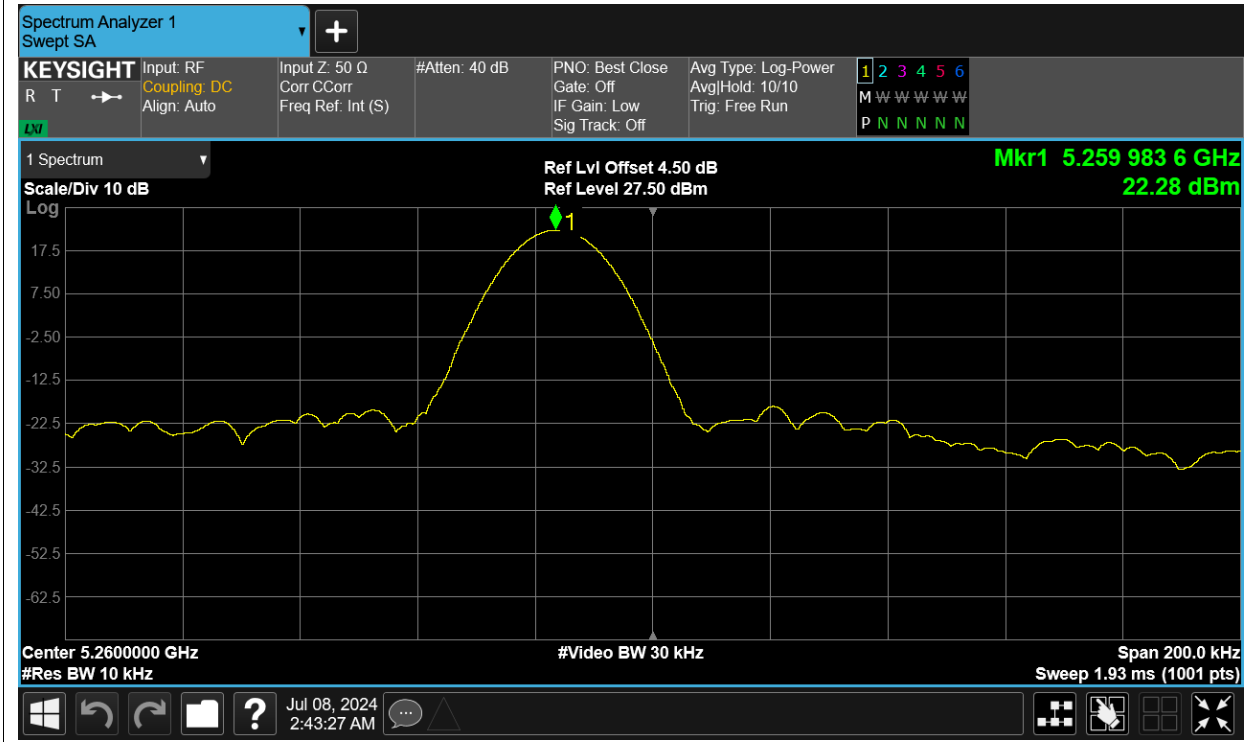 Spectrum Analyzer 1
Swept SA
KEYSIGHT
R T
LXI
Input: RF
Coupling: DC
Align: Auto
Input Z: 50 Ω
Corr CCorr
Freq Ref: Int (S)
#Atten: 40 dB
PNO: Best Close
Gate: Off
IF Gain: Low
Sig Track: Off
Avg Type: Log-Power
Avg|Hold: 10/10
Trig: Free Run
1 2 3 4 5 6
M W W W W W
P N N N N N
1 Spectrum
Scale/Div 10 dB
Ref Lvl Offset 4.50 dB
Ref Level 27.50 dBm
Mkr1 5.259 983 6 GHz
22.28 dBm
Log
1
17.5
7.50
-2.50
-12.5
-22.5
-32.5
-42.5
-52.5
-62.5
Center 5.2600000 GHz
#Video BW 30 kHz
Span 200.0 kHz
#Res BW 10 kHz
Sweep 1.93 ms (1001 pts)
?
Jul 08, 2024
2:43:27 AM